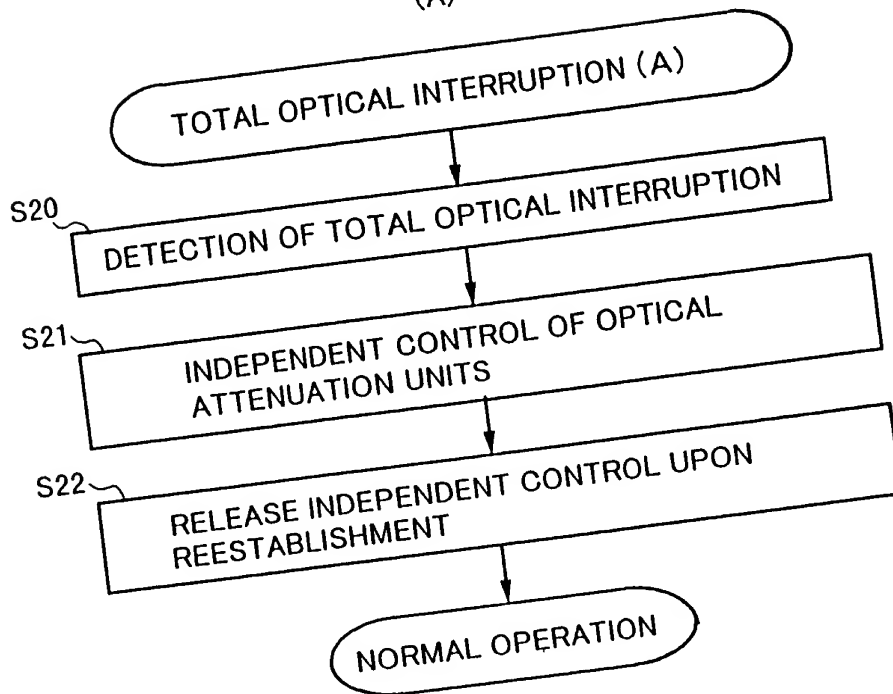 (A)
TOTAL OPTICAL INTERRUPTION (A)
S20
DETECTION OF TOTAL OPTICAL INTERRUPTION
S21
INDEPENDENT CONTROL OF OPTICAL
ATTENUATION UNITS
S22
RELEASE INDEPENDENT CONTROL UPON
REESTABLISHMENT
NORMAL OPERATION